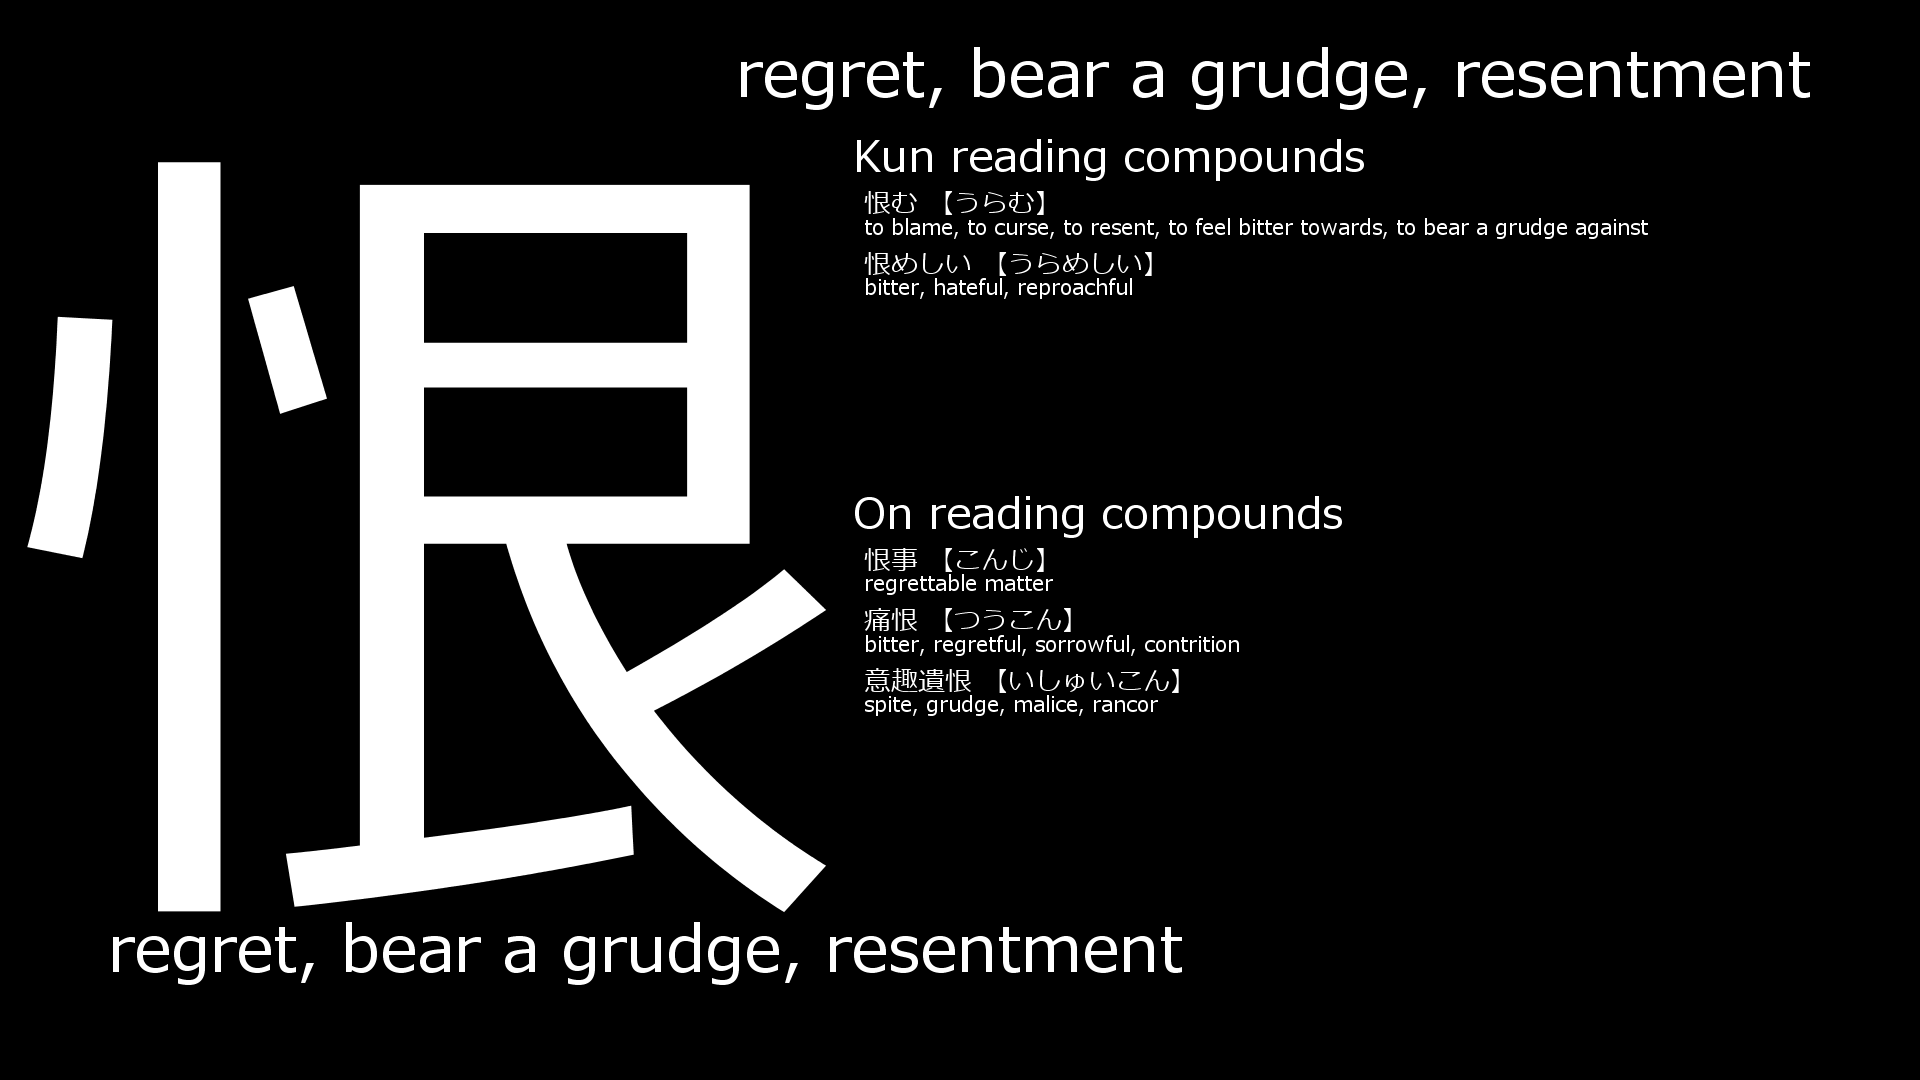 regret, bear a grudge, resentment
恨
Kun reading compounds
恨む 【うらむ】
to blame, to curse, to resent, to feel bitter towards, to bear a grudge against
恨めしい 【うらめしい】
bitter, hateful, reproachful
On reading compounds
恨事 【こんじ】
regrettable matter
痛恨 【つうこん】
bitter, regretful, sorrowful, contrition
意趣遺恨 【いしゅいこん】
spite, grudge, malice, rancor
regret, bear a grudge, resentment